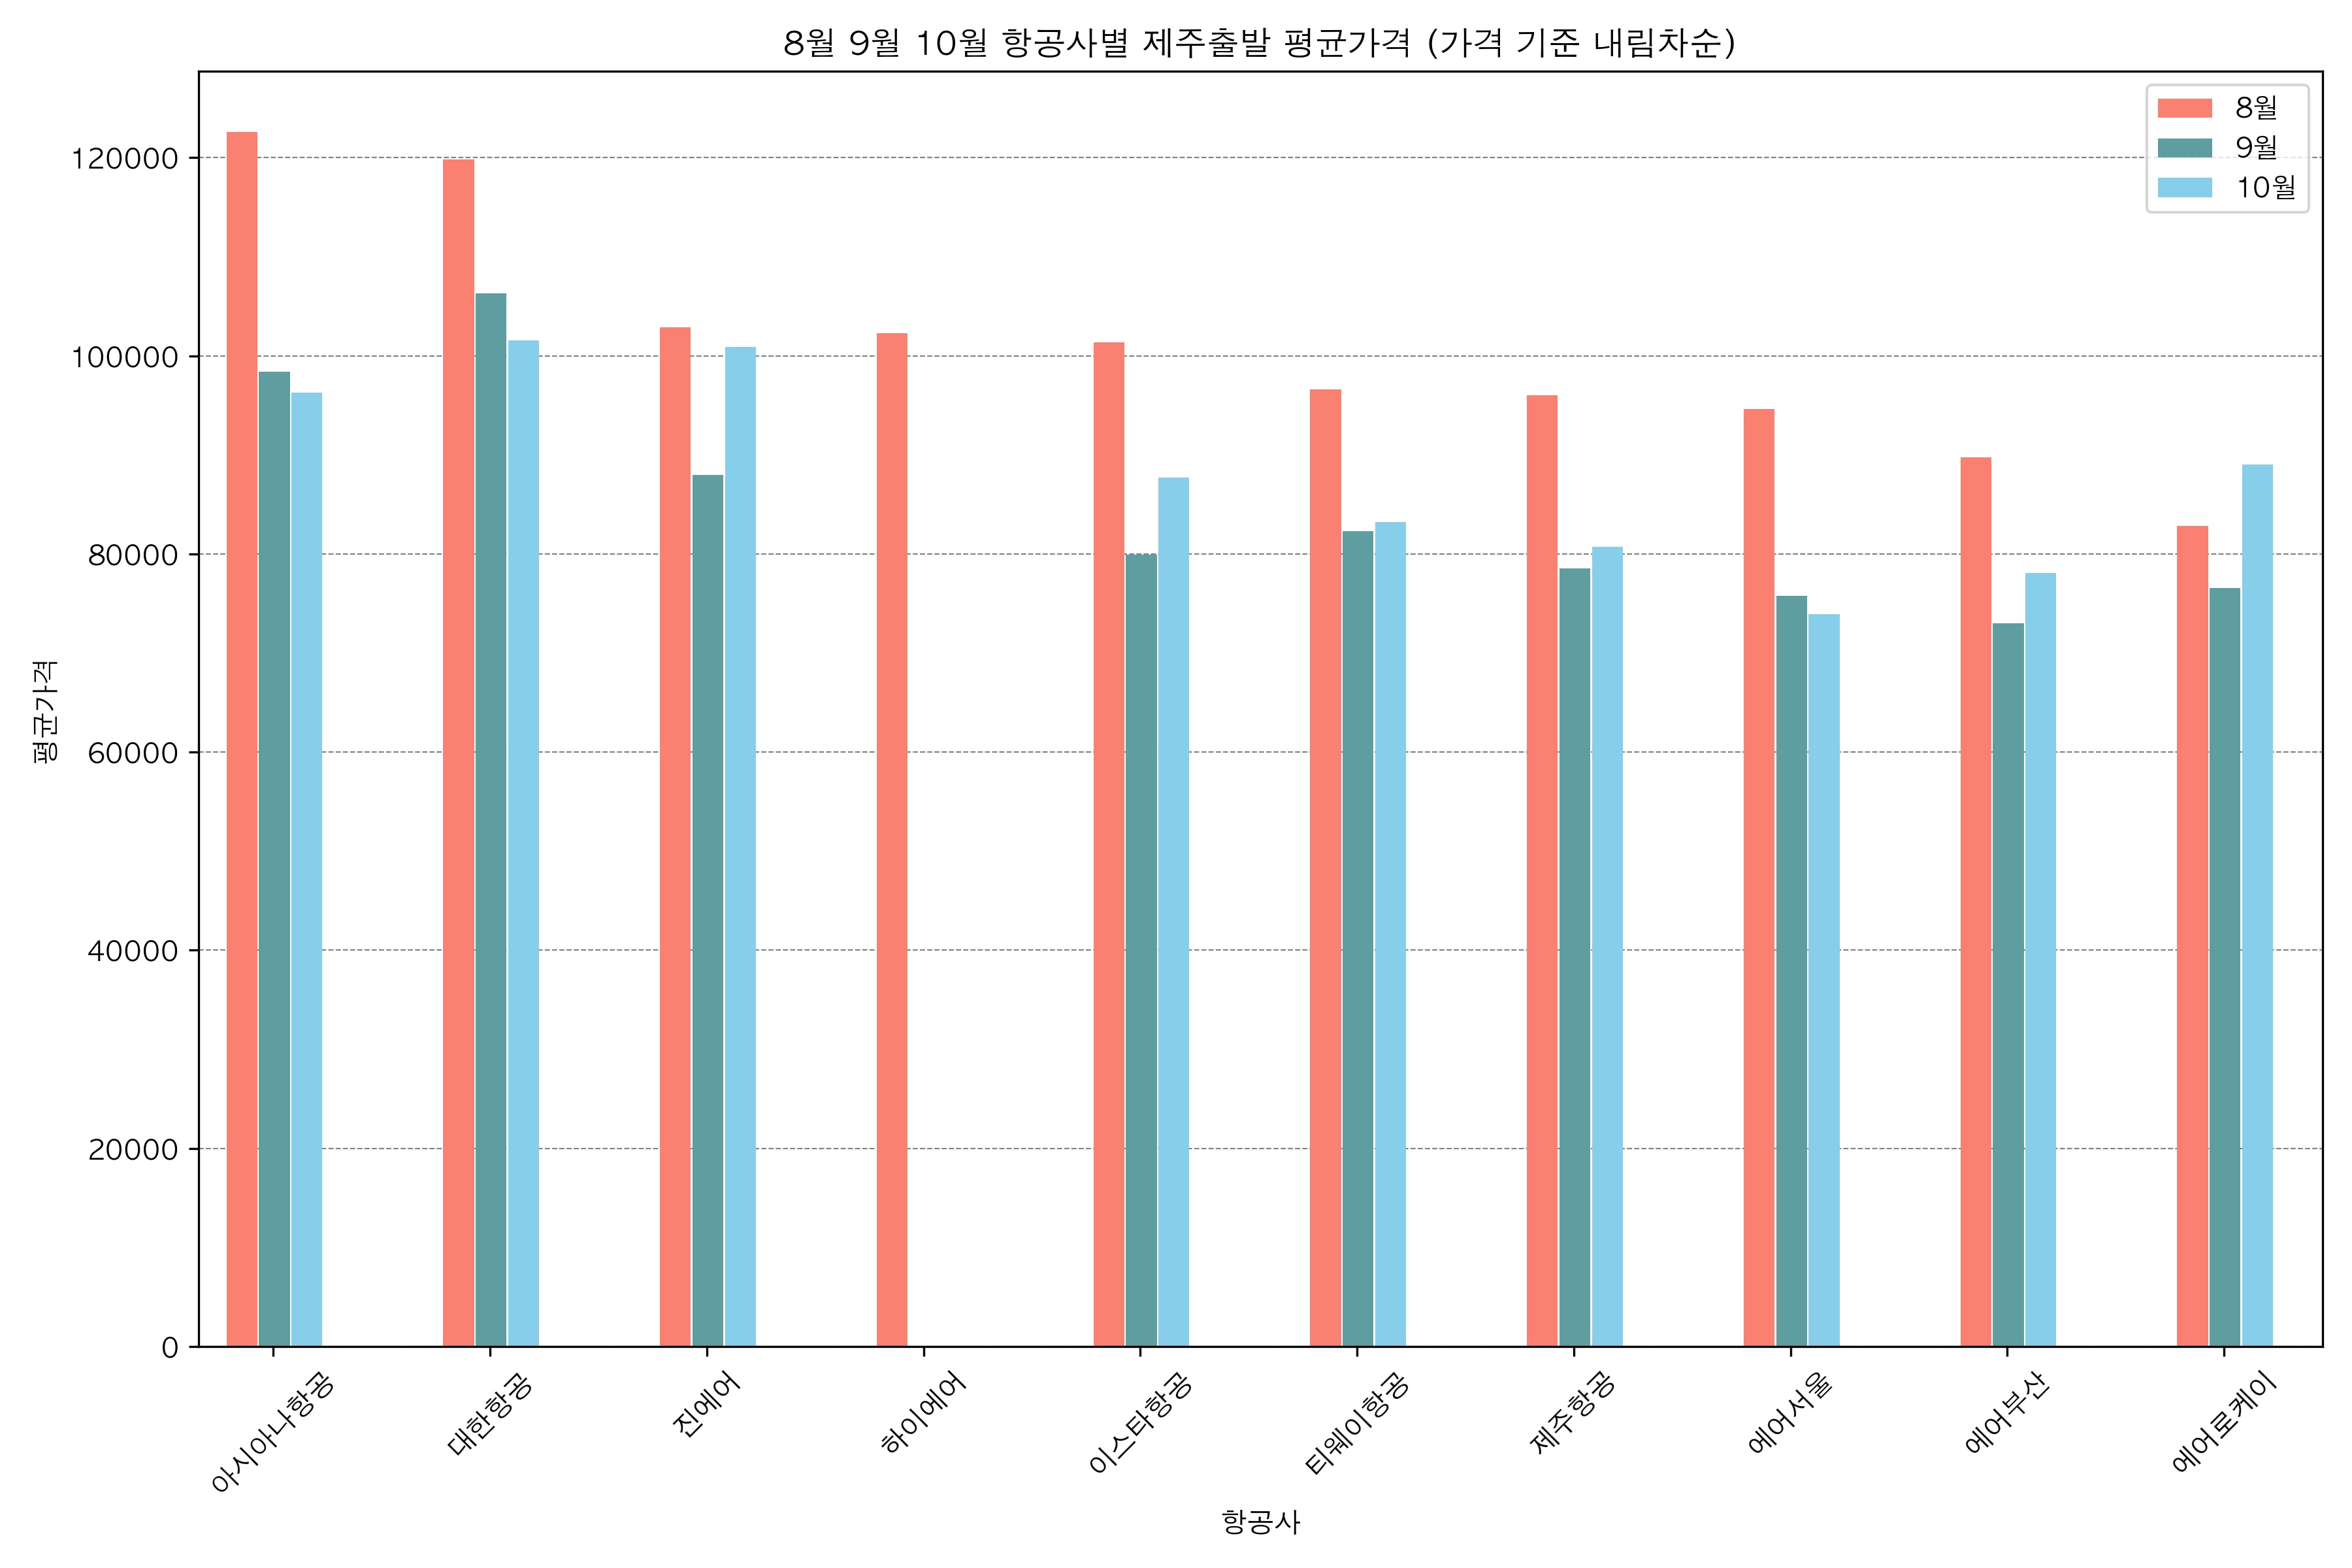 8월 9월 10월 항공사별 제주출발 평균가격 (가격 기준 내림차순)
8월
9월
10월
120000
100000
80000
60000
40000
20000
0
평균가격
아시아나항공
대한항공
진에어
하이에어
이스타항공
티웨이항공
제주항공
에어서울
에어부산
에어로케이
항공사